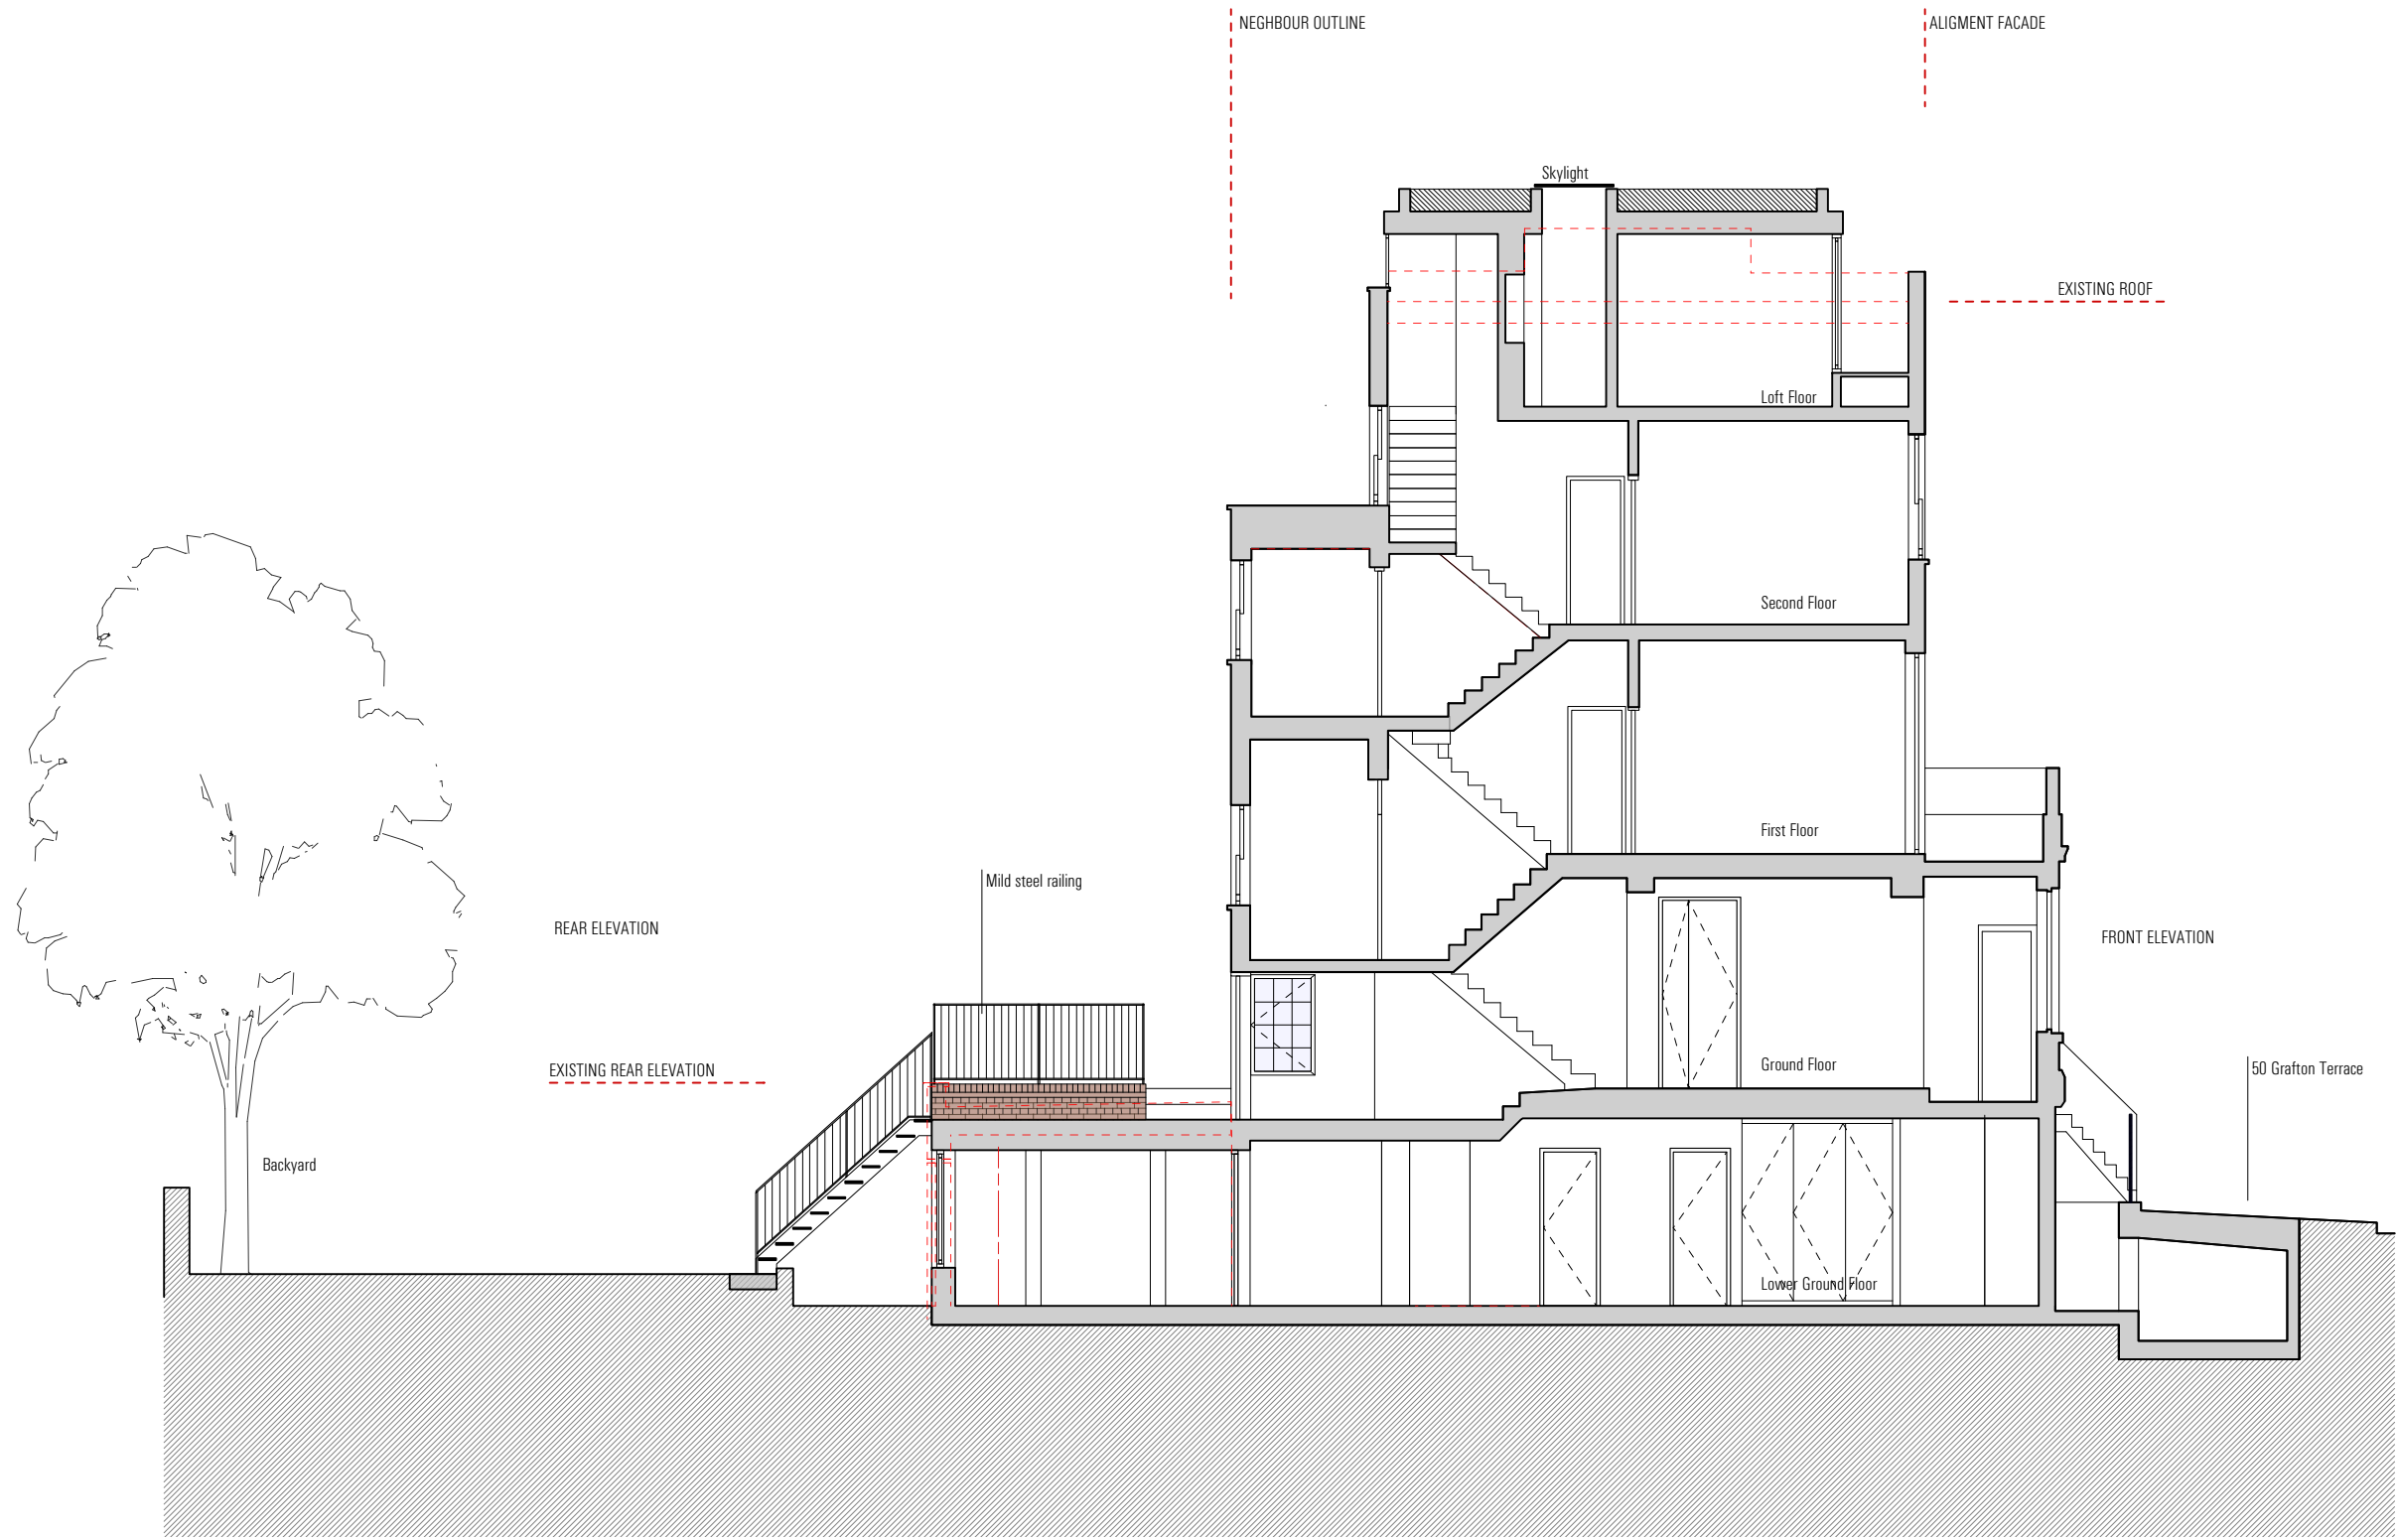 NEGHBOUR OUTLINE
ALIGMENT FACADE
Skylight
EXISTING ROOF
Loft Floor
Second Floor
First Floor
Mild steel railing
REAR ELEVATION
FRONT ELEVATION
Ground Floor
50 Grafton Terrace
EXISTING REAR ELEVATION
Backyard
Lower Ground Floor